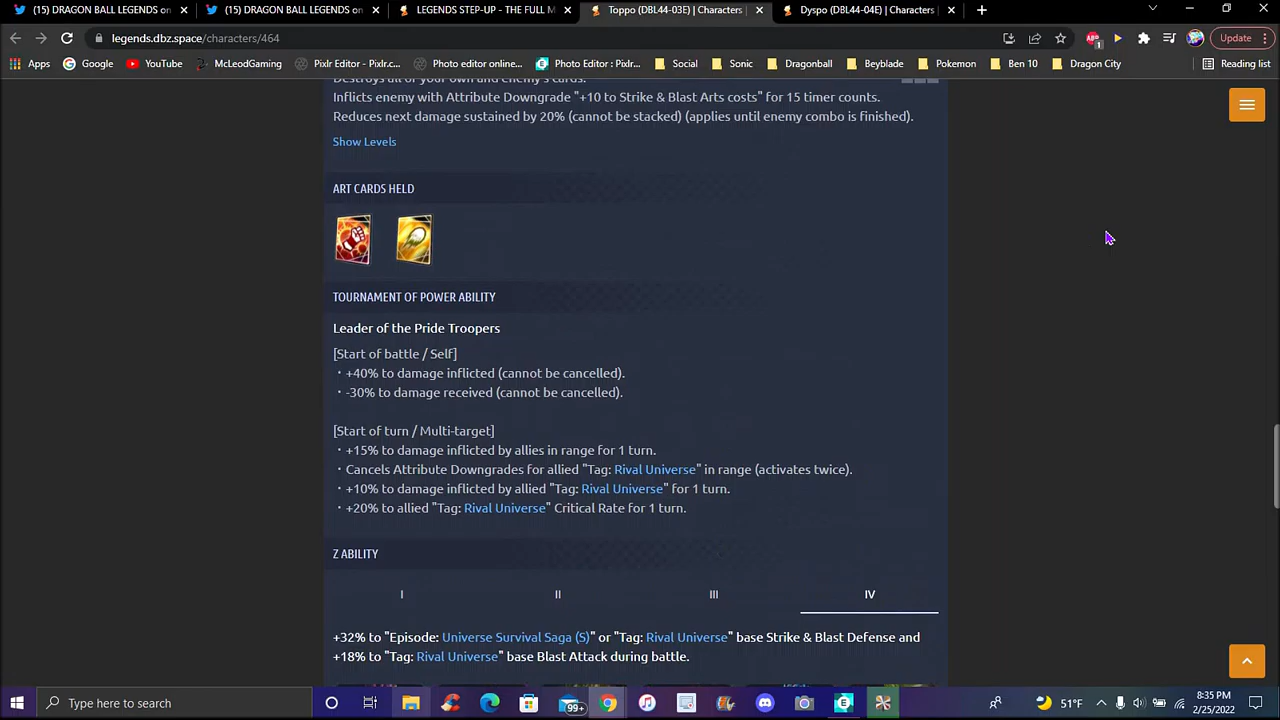 (15) DRAGON BALL LEGENDS on
(15) DRAGON BALL LEGENDS on
LEGENDS STEP-UP - THE FULL M
Toppo (DBL44-03E) | Characters
Dyspo (DBL44-04E) | Characters
legends.dbz.space/characters/464
1
Update
Apps
Google
YouTube
McLeodGaming
Pixlr Editor - Pixlr.c...
Photo editor online...
Photo Editor : Pixlr...
Social
Sonic
Dragonball
Beyblade
Pokemon
Ben 10
Dragon City
Reading list
Destroys all of your own and enemy's cards.
Inflicts enemy with Attribute Downgrade "+10 to Strike & Blast Arts costs" for 15 timer counts.
Reduces next damage sustained by 29% (cannot be stacked) (applies until enemy combo is finished).
Show Levels
ART CARDS HELD
TOURNAMENT OF POWER ABILITY
Leader of the Pride Troopers
[Start of battle / Self]
・+40% to damage inflicted (cannot be cancelled).
・-30% to damage received (cannot be cancelled).
[Start of turn / Multi-target]
・+15% to damage inflicted by allies in range for 1 turn.
・Cancels Attribute Downgrades for allied "Tag: Rival Universe" in range (activates twice).
・+10% to damage inflicted by allied "Tag: Rival Universe" for 1 turn.
・+20% to allied "Tag: Rival Universe" Critical Rate for 1 turn.
Z ABILITY
I
II
III
IV
+32% to "Episode: Universe Survival Saga (S)" or "Tag: Rival Universe" base Strike & Blast Defense and
+18% to "Tag: Rival Universe" base Blast Attack during battle.
Type here to search
99+
51°F
8:35 PM
2/25/2022